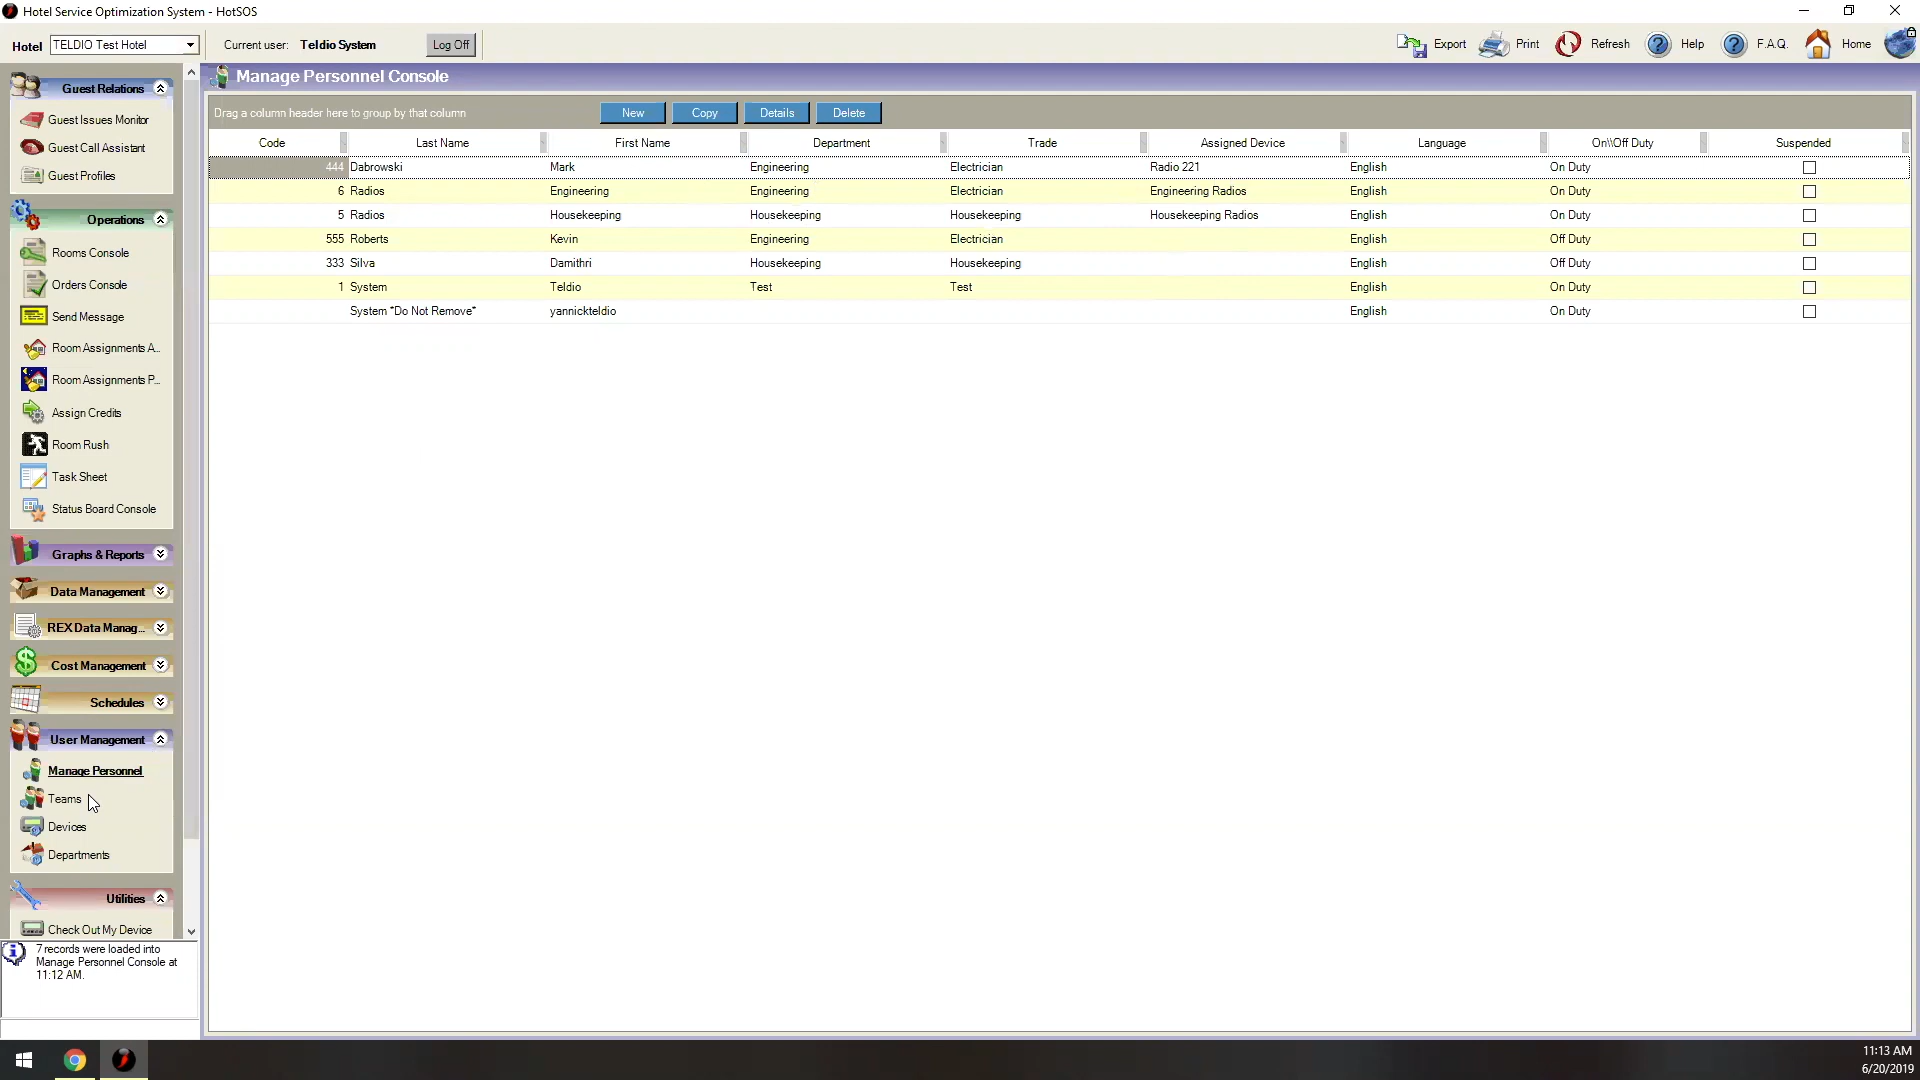 Hotel Service Optimization System - HotSOS
Hotel TELDIO Test Hotel Current user: Teldio System Log Off Export Print Refresh Help F.A.Q. Home
Guest Relations
Guest Issues Monitor
Guest Call Assistant
Guest Profiles
Operations
Rooms Console
Orders Console
Send Message
Room Assignments A...
Room Assignments P...
Assign Credits
Room Rush
Task Sheet
Status Board Console
Graphs & Reports
Data Management
REX Data Manag...
Cost Management
Schedules
User Management
Manage Personnel
Teams
Devices
Departments
Utilities
Check Out My Device
7 records were loaded into
Manage Personnel Console at
11:12 AM.
Manage Personnel Console
Drag a column header here to group by that column New Copy Details Delete
Code Last Name First Name Department Trade Assigned Device Language On\\Off Duty Suspended
444 Dabrowski Mark Engineering Electrician Radio 221 English On Duty
6 Radios Engineering Engineering Electrician Engineering Radios English On Duty
5 Radios Housekeeping Housekeeping Housekeeping Housekeeping Radios English On Duty
555 Roberts Kevin Engineering Electrician English Off Duty
333 Silva Damithri Housekeeping Housekeeping English Off Duty
1 System Teldio Test Test English On Duty
System *Do Not Remove* yannickteldio English On Duty
11:13 AM
6/20/2019